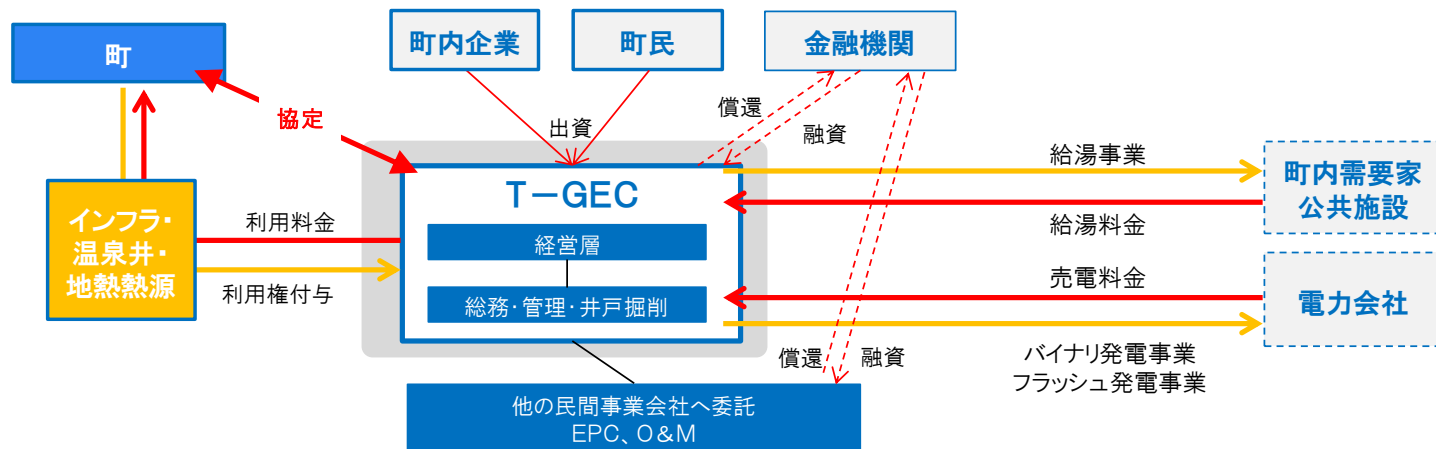 町
町内企業
町民
金融機関
協定
出資
償還
融資
T－GEC
経営層
総務・管理・井戸掘削
インフラ・
温泉井・
地熱熱源
利用料金
利用権付与
給湯事業
給湯料金
町内需要家
公共施設
売電料金
電力会社
バイナリ発電事業
フラッシュ発電事業
償還
融資
他の民間事業会社へ委託
EPC、O＆M